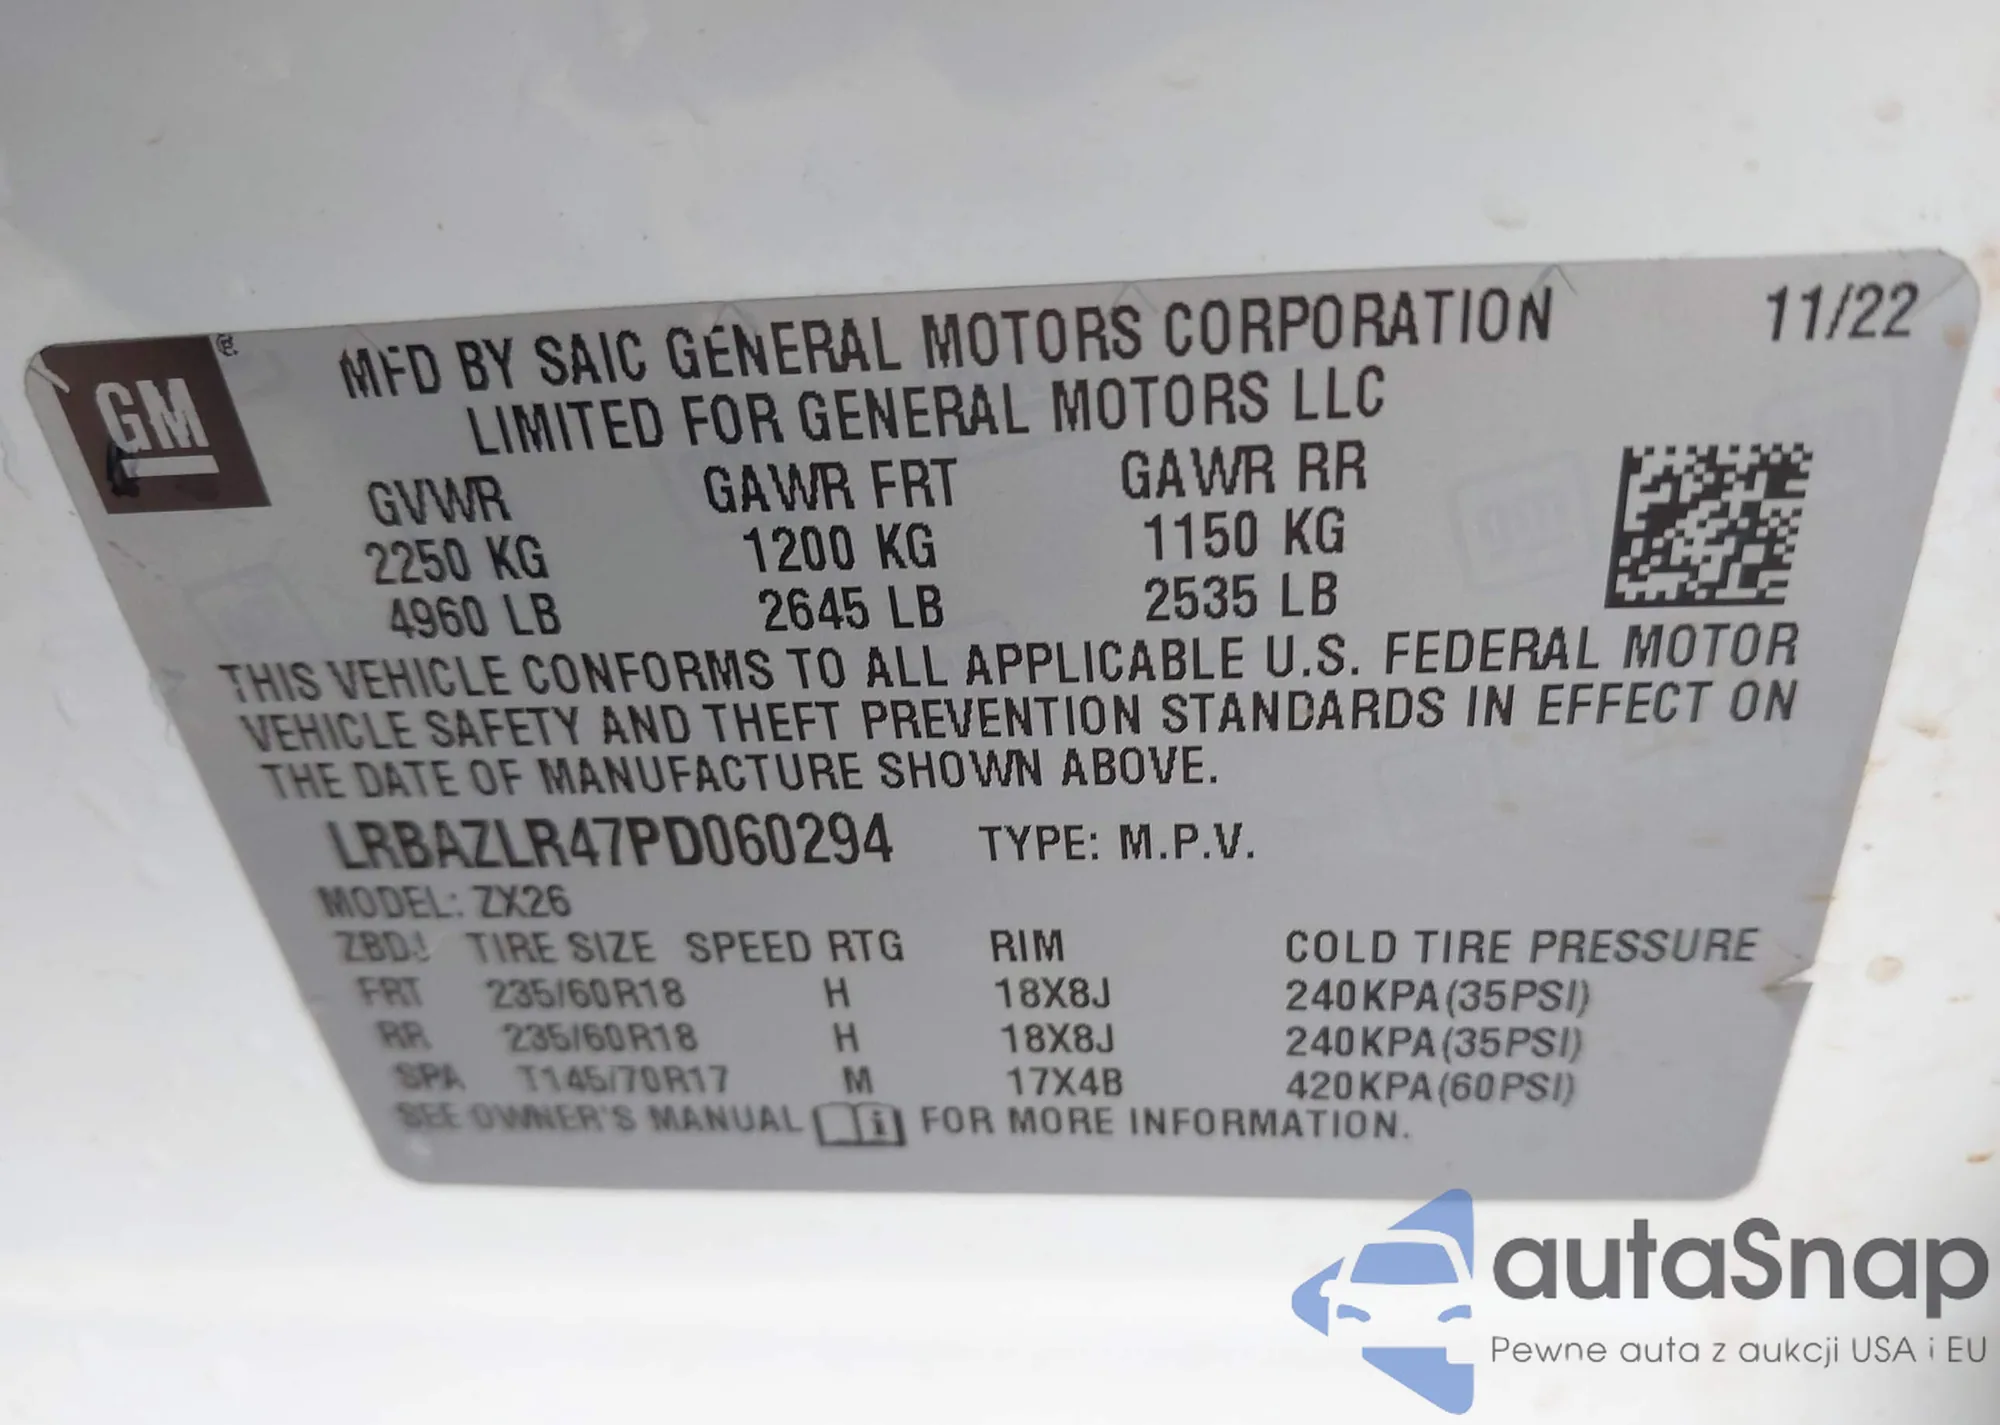 GM
®
MFD BY SAIC GENERAL MOTORS CORPORATION 11/22
LIMITED FOR GENERAL MOTORS LLC
GVWR GAWR FRT GAWR RR
2250 KG 1200 KG 1150 KG
4960 LB 2645 LB 2535 LB
THIS VEHICLE CONFORMS TO ALL APPLICABLE U.S. FEDERAL MOTOR
VEHICLE SAFETY AND THEFT PREVENTION STANDARDS IN EFFECT ON
THE DATE OF MANUFACTURE SHOWN ABOVE.
LRBAZLR47PD060294 TYPE: M.P.V.
MODEL: ZX26
ZBDJ TIRE SIZE SPEED RTG RIM COLD TIRE PRESSURE
FRT 235/60R18 H 18X8J 240KPA(35PSI)
RR 235/60R18 H 18X8J 240KPA(35PSI)
SPA T145/70R17 M 17X4B 420KPA(60PSI)
SEE OWNER'S MANUAL i FOR MORE INFORMATION.
autaSnap
Pewne auta z aukcji USA i EU